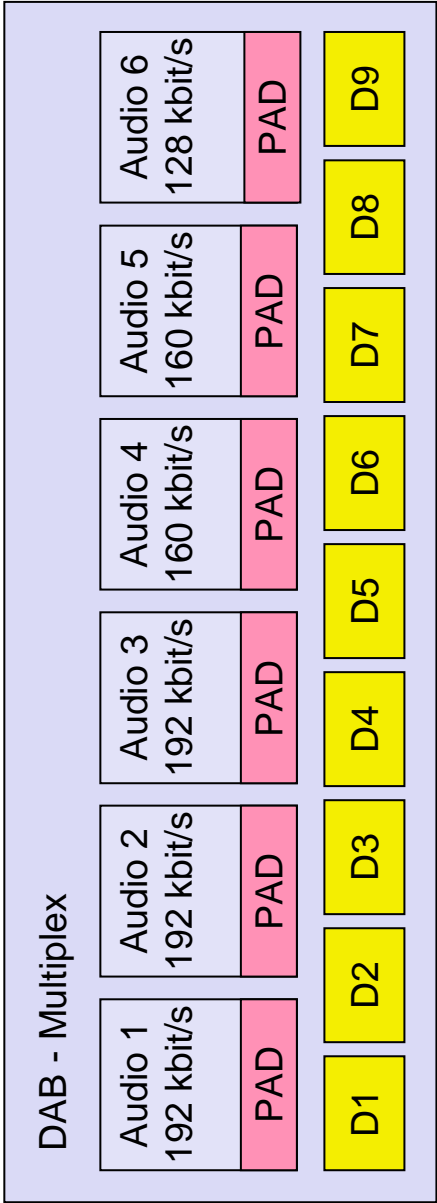 DAB - Multiplex
Audio 1
192 kbit/s
PAD
Audio 2
192 kbit/s
PAD
Audio 3
192 kbit/s
PAD
Audio 4
160 kbit/s
PAD
Audio 5
160 kbit/s
PAD
Audio 6
128 kbit/s
PAD
D1
D2
D3
D4
D5
D6
D7
D8
D9